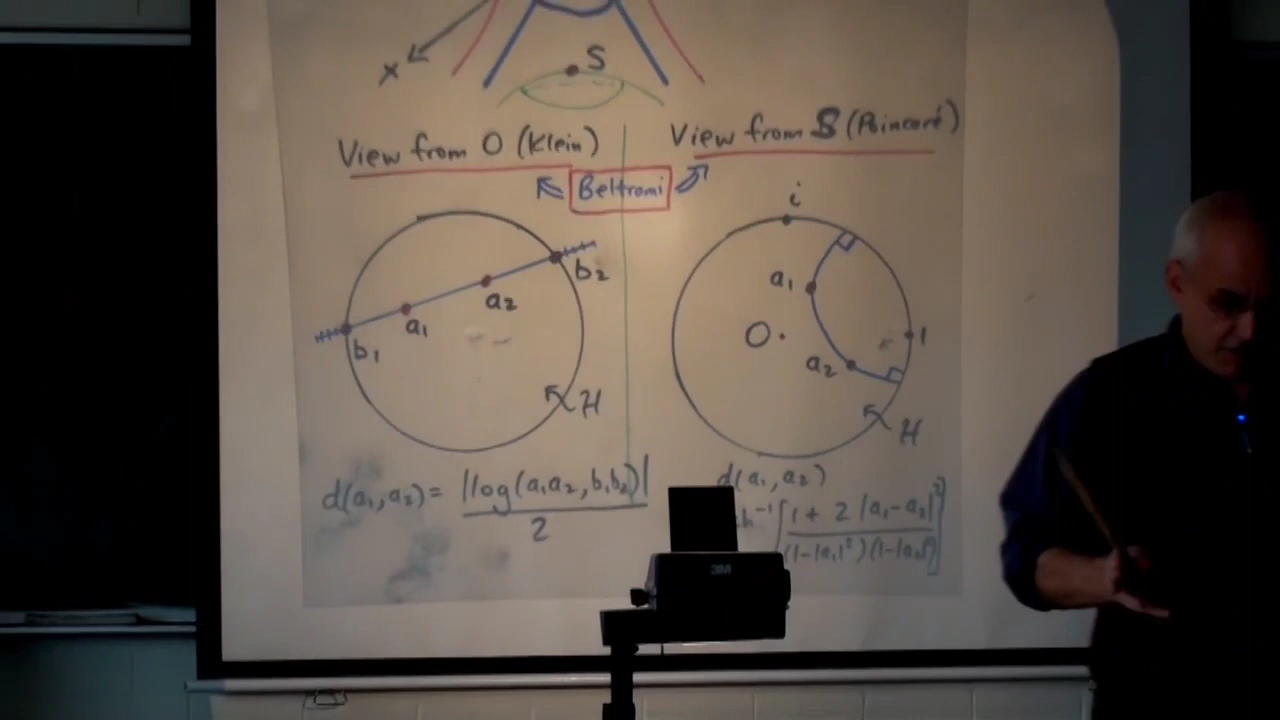 x
S
View from O (Klein)
View from S (Poincaré)
Beltrami
b₂
a₂
a₁
b₁
H
i
a₁
O
1
a₂
H
d(a₁,a₂) = |log(a₁a₂,b₁b₂)| / 2
d(a₁,a₂)
h⁻¹[1 + 2|a₁-a₂|² / (1-|a₁|²)(1-|a₂|²)]
3M